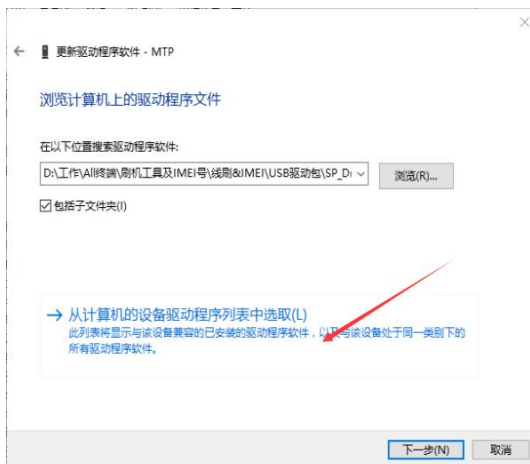 更新驱动程序软件 - MTP
浏览计算机上的驱动程序文件
在以下位置搜索驱动程序软件:
D:\工作\All终端\刷机工具及IMEI号\线刷&IMEI\USB驱动包\SP_D
浏览(R)...
包括子文件夹(I)
从计算机的设备驱动程序列表中选取(L)
此列表将显示与该设备兼容的已安装的驱动程序软件，以及与该设备处于同一类别下的
所有驱动程序软件。
下一步(N)
取消